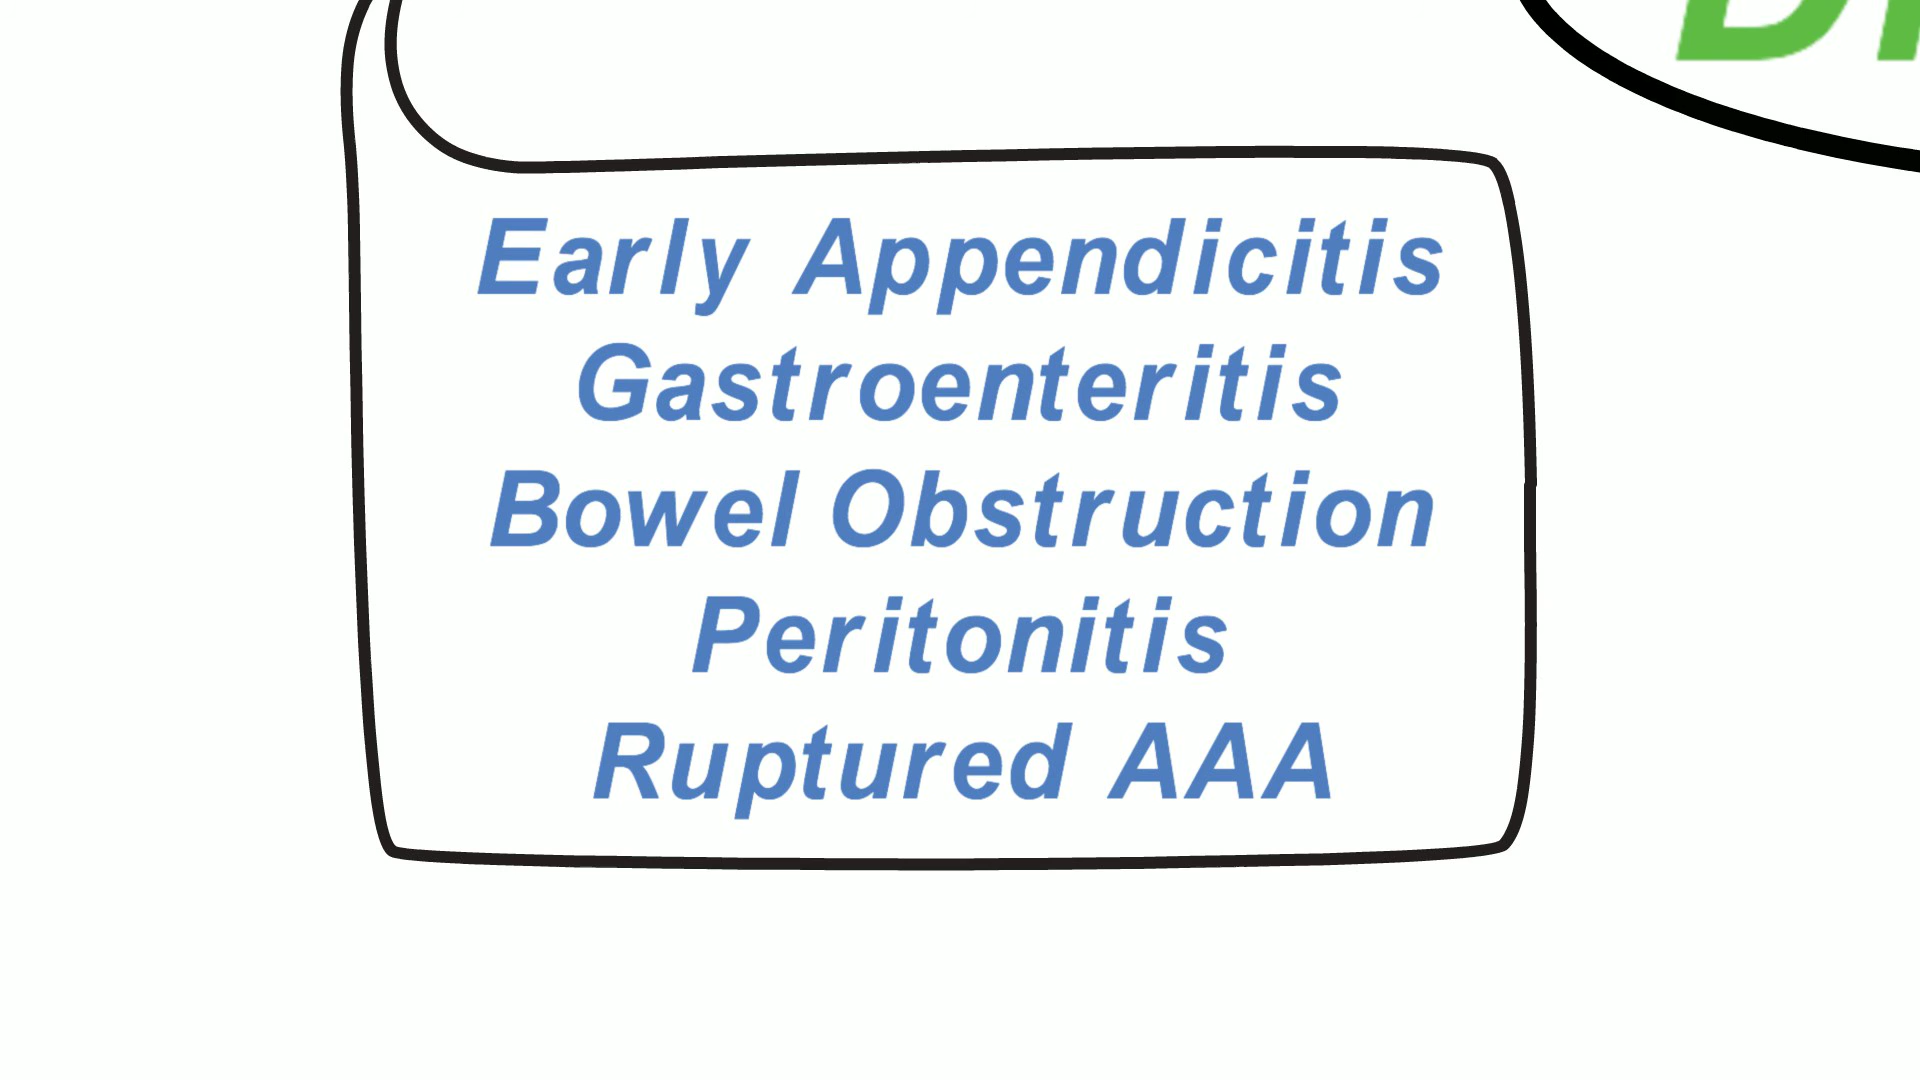 Early Appendicitis
Gastroenteritis
Bowel Obstruction
Peritonitis
Ruptured AAA